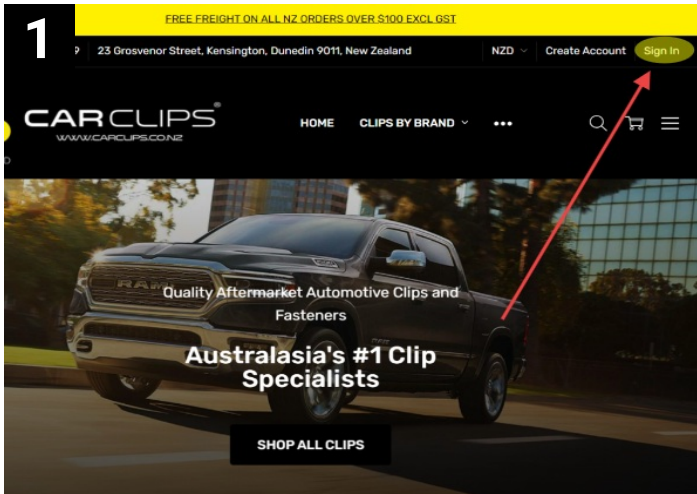 1
FREE FREIGHT ON ALL NZ ORDERS OVER $100 EXCL GST
9 23 Grosvenor Street, Kensington, Dunedin 9011, New Zealand NZD Create Account Sign In
CARCLIPS®
WWW.CARCLIPS.CO.NZ
HOME CLIPS BY BRAND •••
D
RAM
Quality Aftermarket Automotive Clips and
Fasteners
Australasia's #1 Clip
Specialists
SHOP ALL CLIPS